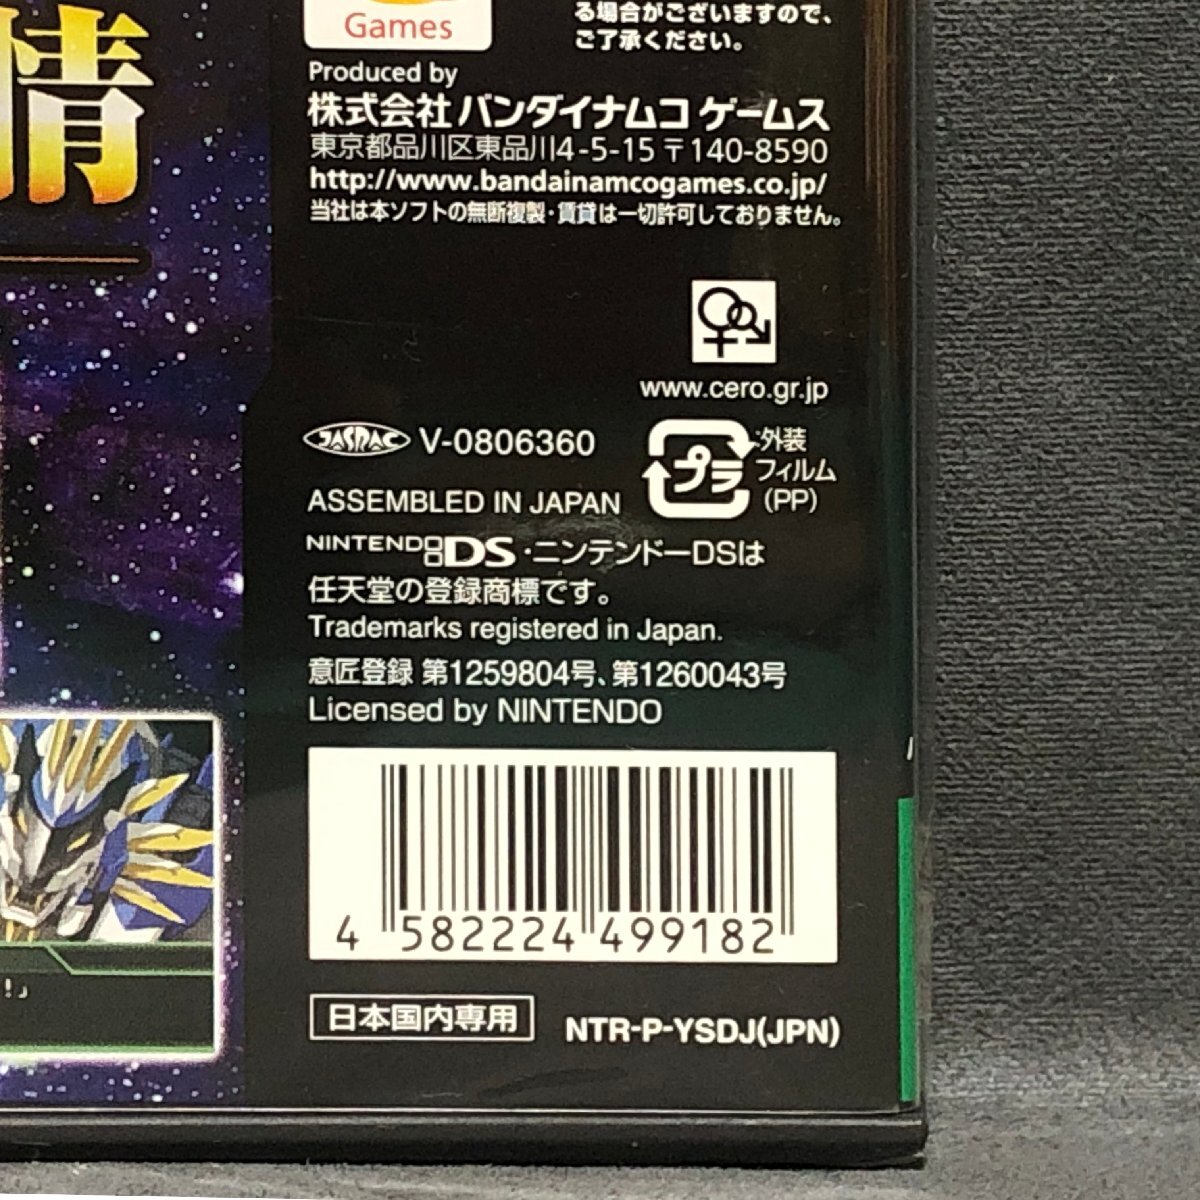 情
Games
る場合がございますので、
ご了承ください。
Produced by
株式会社 バンダイナムコ ゲームス
東京都品川区東品川4-5-15 〒140-8590
http://www.bandainamcogames.co.jp/
当社は本ソフトの無断複製・賃貸は一切許可しておりません。
www.cero.gr.jp
JASRAC V-0806360
プラ
外装
フィルム
(PP)
ASSEMBLED IN JAPAN
NINTENDO DS・ニンテンドーDSは
任天堂の登録商標です。
Trademarks registered in Japan.
意匠登録 第1259804号、第1260043号
Licensed by NINTENDO
4 582224 499182
!」
日本国内専用
NTR-P-YSDJ(JPN)